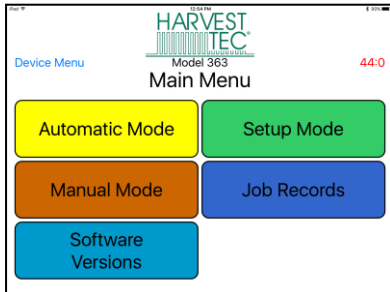 iPad 12:54 PM 93%
HARVEST
TEC
Device Menu Model 363 44:0
Main Menu
Automatic Mode Setup Mode
Manual Mode Job Records
Software
Versions